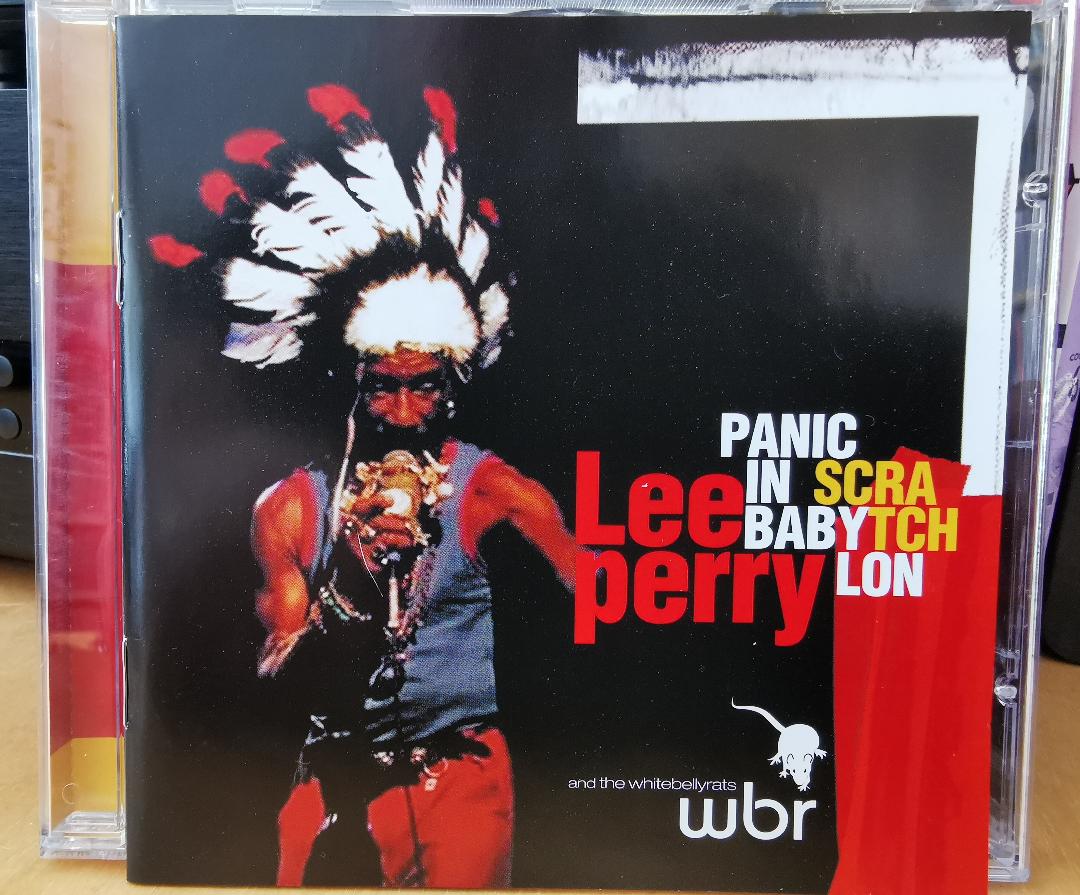 PANIC
IN SCRA
BABYTCH
LON
Lee
perry
and the whitebellyrats
wbr